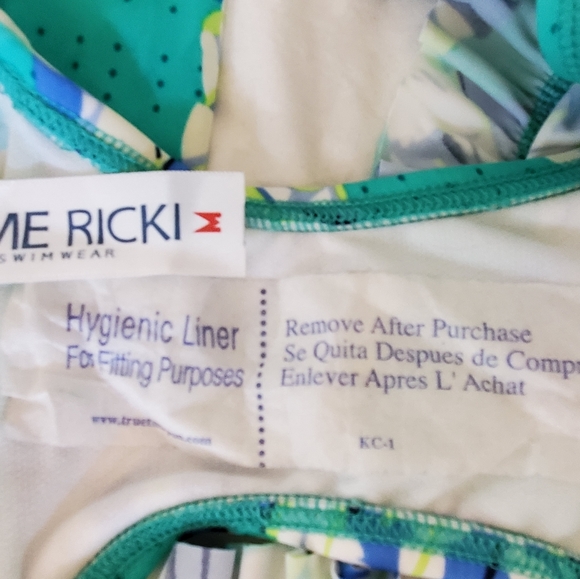 ME RICKI
SWIMWEAR
Hygienic Liner
For Fitting Purposes
Remove After Purchase
Se Quita Despues de Comp
Enlever Apres L' Achat
KC-1